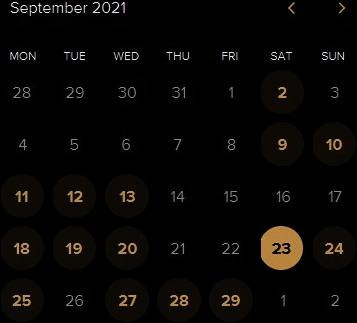 September 2021 < >
MON TUE WED THU FRI SAT SUN
28 29 30 31 1 2 3
4 5 6 7 8 9 10
11 12 13 14 15 16 17
18 19 20 21 22 23 24
25 26 27 28 29 1 2